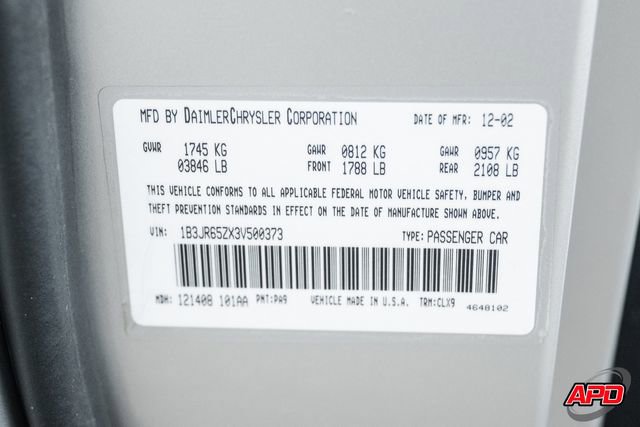 MFD BY DAIMLERCHRYSLER CORPORATION DATE OF MFR: 12-02
GVWR 1745 KG GAWR 0812 KG GAWR 0957 KG
03846 LB FRONT 1788 LB REAR 2108 LB
THIS VEHICLE CONFORMS TO ALL APPLICABLE FEDERAL MOTOR VEHICLE SAFETY, BUMPER AND
THEFT PREVENTION STANDARDS IN EFFECT ON THE DATE OF MANUFACTURE SHOWN ABOVE.
VIN: 1B3JR65ZX3V500373 TYPE: PASSENGER CAR
MDH: 121408 101AA PNT: PA9 VEHICLE MADE IN U.S.A. TRM: CLX9
4648102
APD